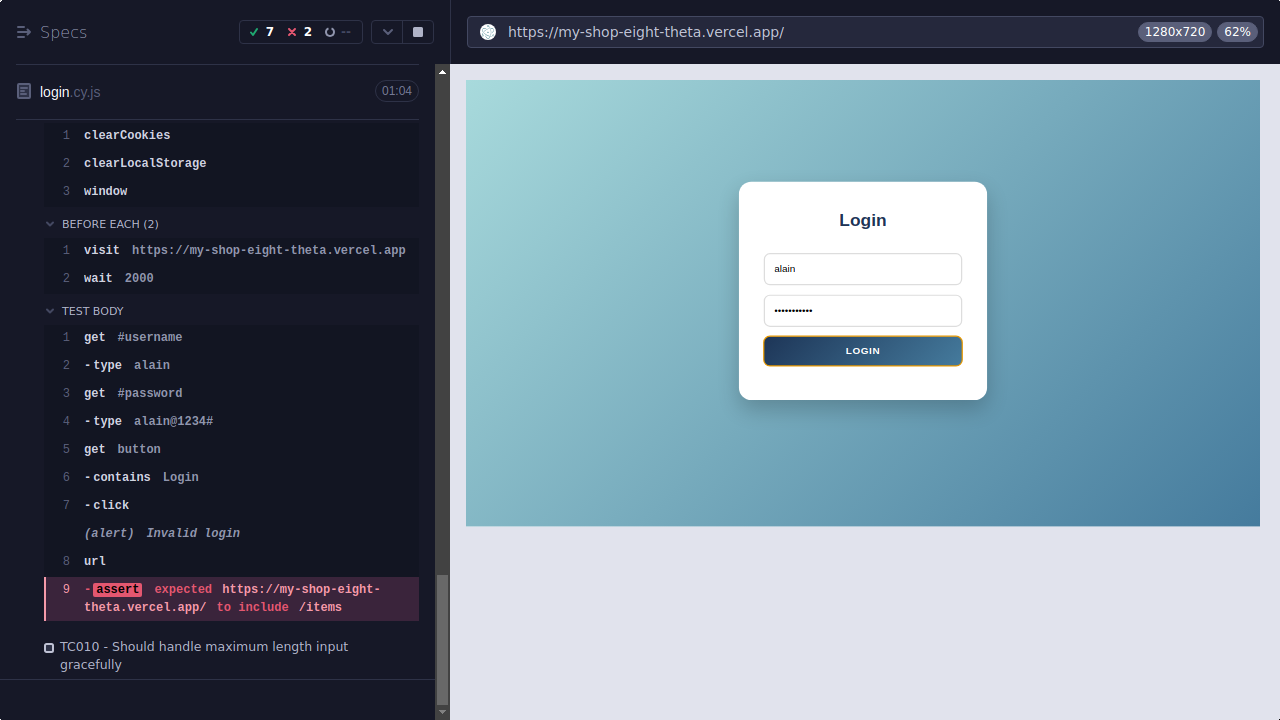 Specs
7
2
--
login.cy.js
01:04
1 clearCookies
2 clearLocalStorage
3 window
BEFORE EACH (2)
1 visit https://my-shop-eight-theta.vercel.app
2 wait 2000
TEST BODY
1 get #username
2 -type alain
3 get #password
4 -type alain@1234#
5 get button
6 -contains Login
7 -click
(alert) Invalid login
8 url
9 -assert expected https://my-shop-eight-
theta.vercel.app/ to include /items
TC010 - Should handle maximum length input
gracefully
https://my-shop-eight-theta.vercel.app/
1280x720
62%
Login
alain
•••••••••••
LOGIN